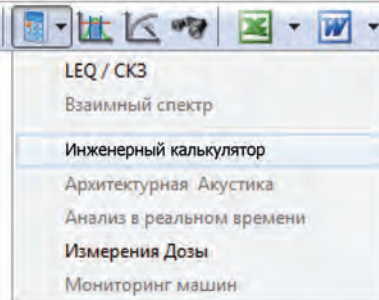 LEQ / СКЗ
Взаимный спектр
Инженерный калькулятор
Архитектурная Акустика
Анализ в реальном времени
Измерения Дозы
Мониторинг машин